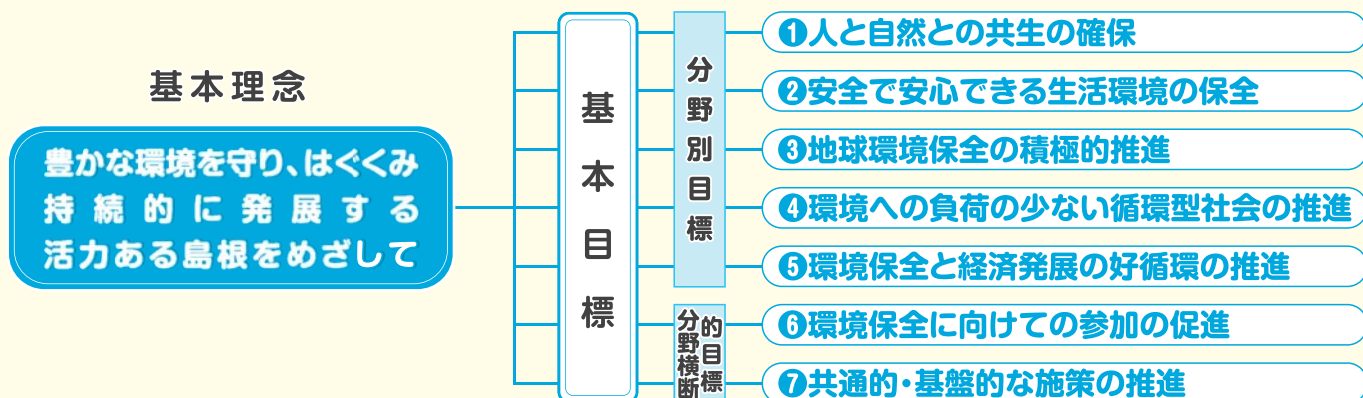 基本理念
豊かな環境を守り、はぐくみ
持続的に発展する
活力ある島根をめざして
基本目標
分野別目標
❶人と自然との共生の確保
❷安全で安心できる生活環境の保全
❸地球環境保全の積極的推進
❹環境への負荷の少ない循環型社会の推進
❺環境保全と経済発展の好循環の推進
分野横断
的目標
❻環境保全に向けての参加の促進
❼共通的・基盤的な施策の推進